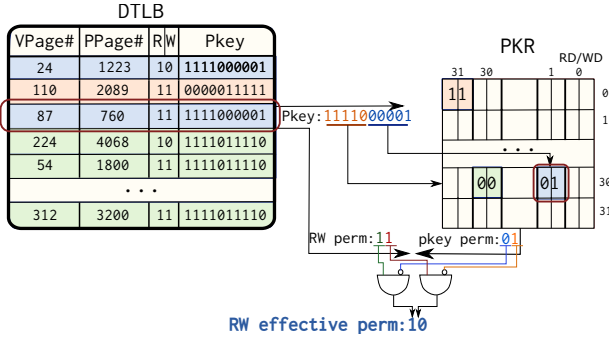 DTLB
VPage# PPage# R W Pkey
24 1223 10 1111000001
110 2089 11 0000011111
87 760 11 1111000001
224 4068 10 1111011110
54 1800 11 1111011110
...
312 3200 11 1111011110
Pkey:1111000001
PKR
RD/WD
31 30 1 0
11 0
1
...
00 01 30
31
RW perm:11
pkey perm:01
RW effective perm:10